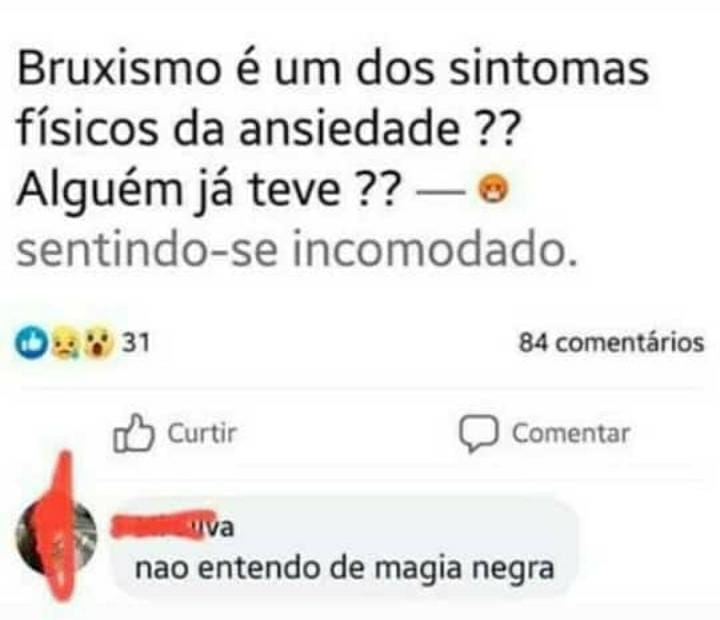 Bruxismo é um dos sintomas
físicos da ansiedade ??
Alguém já teve ?? —
sentindo-se incomodado.
31 84 comentários
Curtir Comentar
nao entendo de magia negra